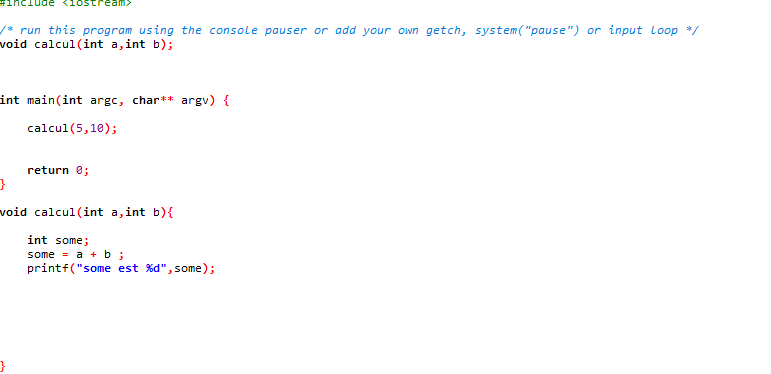 #include <iostream>
/* run this program using the console pauser or add your own getch, system("pause") or input loop */
void calcul(int a,int b);
int main(int argc, char** argv) {
calcul(5,10);
return 0;
}
void calcul(int a,int b){
int some;
some = a + b ;
printf("some est %d",some);
}